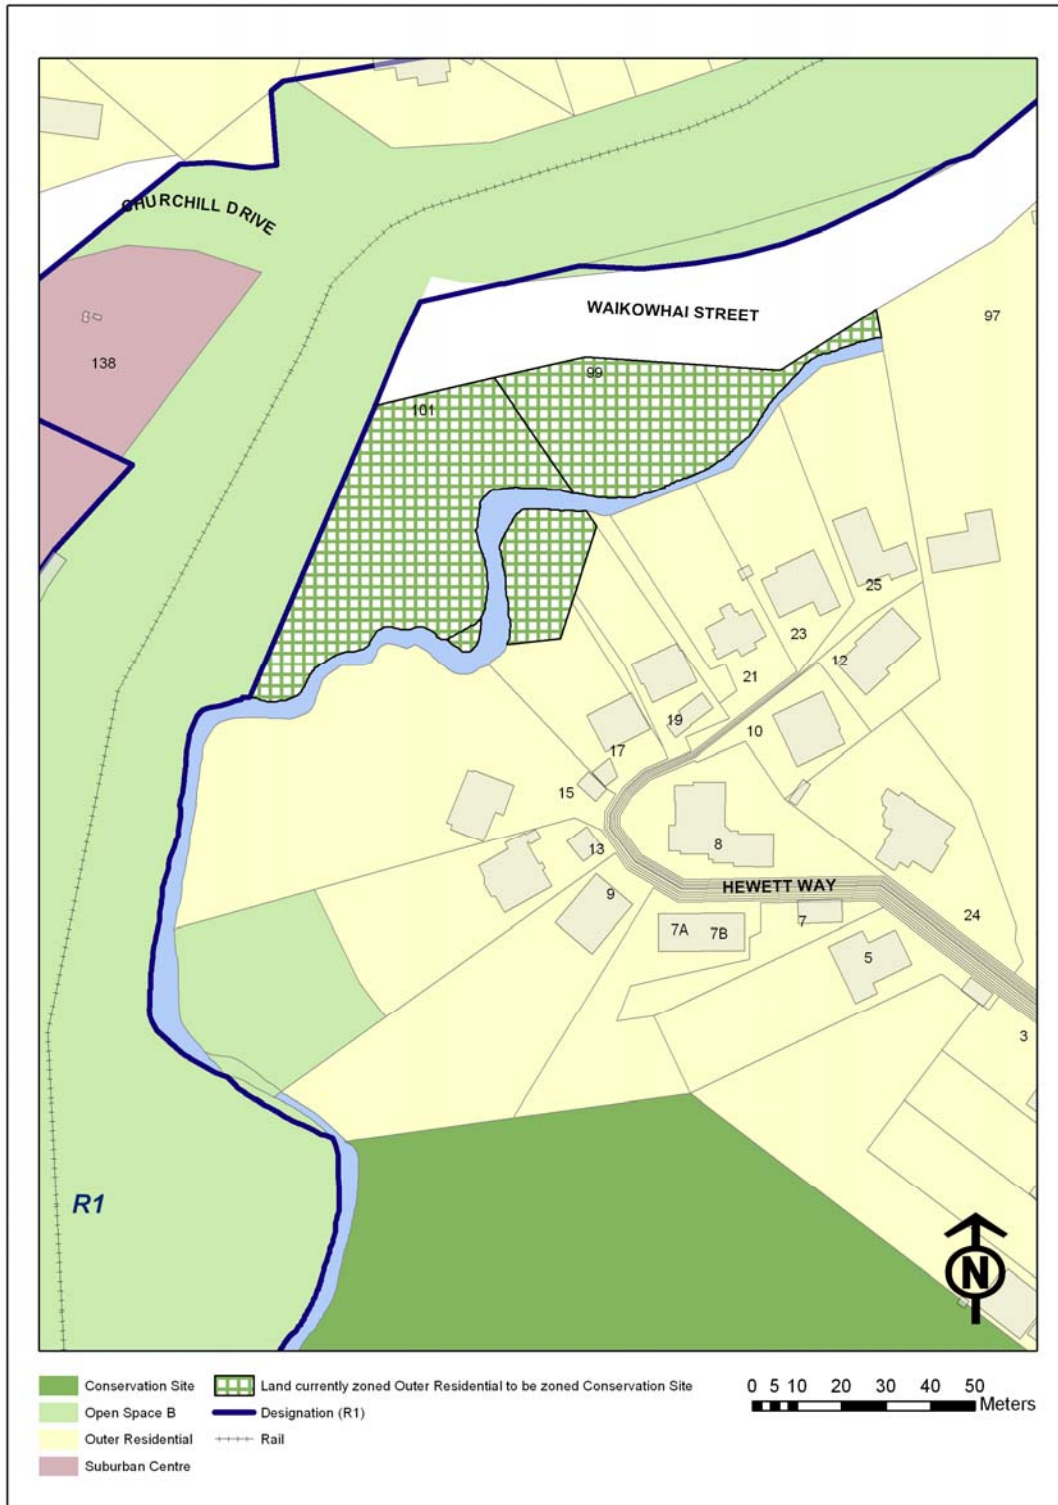 CHURCHILL DRIVE
WAIKOWHAI STREET
97
138
99
101
25
23
12
21
19
10
17
15
8
13
HEWETT WAY
9
7
24
7A 7B
5
3
R1
N
Conservation Site
Land currently zoned Outer Residential to be zoned Conservation Site
Open Space B
Designation (R1)
Outer Residential
Rail
Suburban Centre
0 5 10 20 30 40 50
Meters